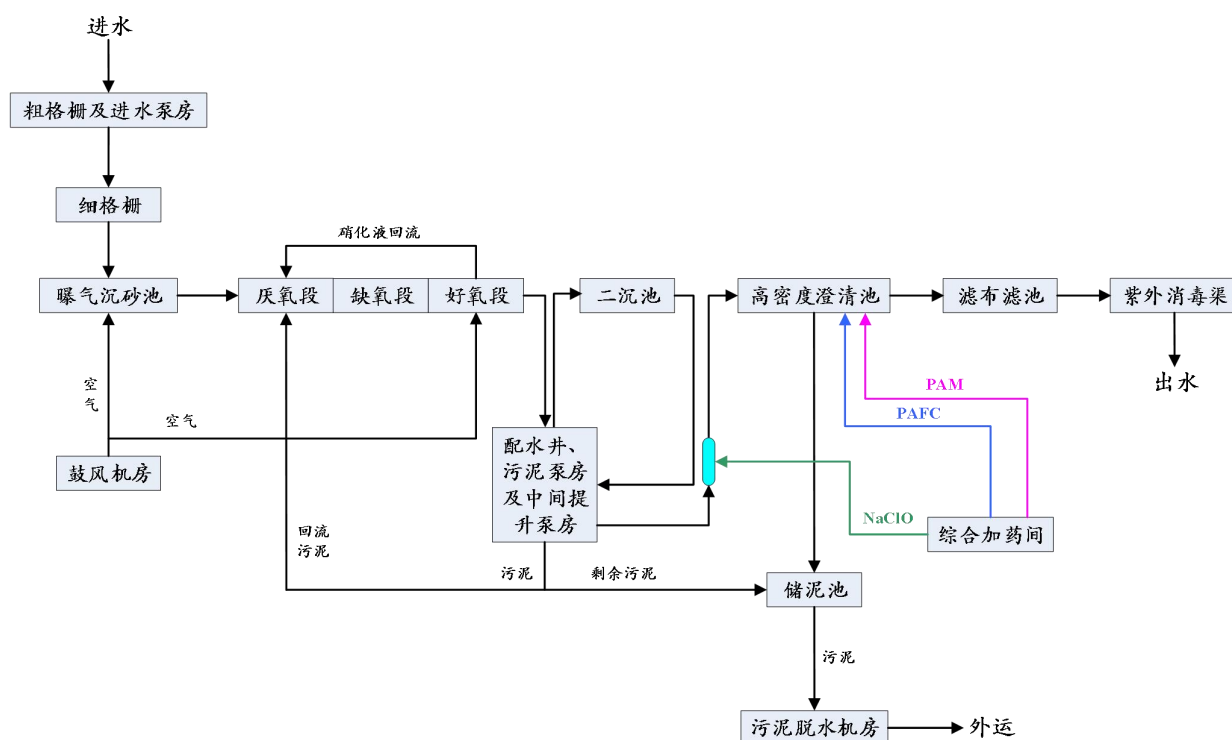 进水
粗格栅及进水泵房
细格栅
硝化液回流
曝气沉砂池
厌氧段
缺氧段
好氧段
二沉池
高密度澄清池
滤布滤池
紫外消毒渠
空
气
空气
PAM
出水
PAFC
鼓风机房
配水井、
污泥泵房
及中间提
升泵房
NaClO
综合加药间
回流
污泥
污泥
剩余污泥
储泥池
污泥
污泥脱水机房
外运